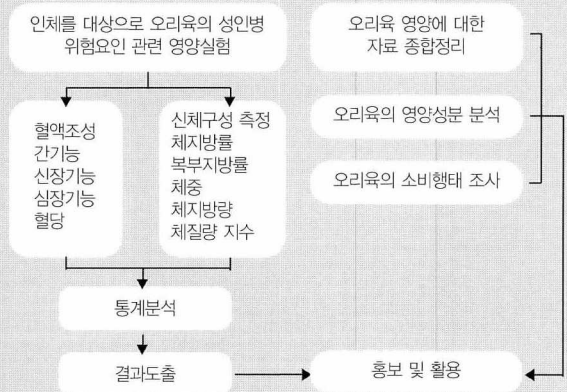 인체를 대상으로 오리육의 성인병
위험요인 관련 영양실험
혈액조성
간기능
신장기능
심장기능
혈당
신체구성 측정
체지방률
복부지방률
체중
체지방량
체질량 지수
통계분석
결과도출
오리육 영양에 대한
자료 종합정리
오리육의 영양성분 분석
오리육의 소비행태 조사
홍보 및 활용